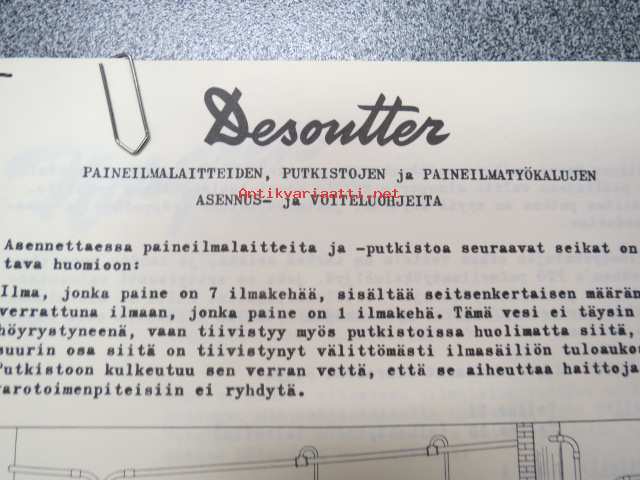 Desoutter
PAINEILMALAITTEIDEN, PUTKISTOJEN ja PAINEILMATYÖKALUJEN
Antikvariaatti.net
ASENNUS- ja VOITELUOHJEITA
Asennettaessa paineilmalaitteita ja -putkistoa seuraavat seikat on
tava huomioon:
Ilma, jonka paine on 7 ilmakehää, sisältää seitsenkertaisen määrän
verrattuna ilmaan, jonka paine on 1 ilmakehä. Tämä vesi ei täysin
höyrystyneenä, vaan tiivistyy myös putkistoissa huolimatta siitä,
suurin osa siitä on tiivistynyt välittömästi ilmasäiliön tuloaukos
Putkistoon kulkeutuu sen verran vettä, että se aiheuttaa haittoja
varotoimenpiteisiin ei ryhdytä.